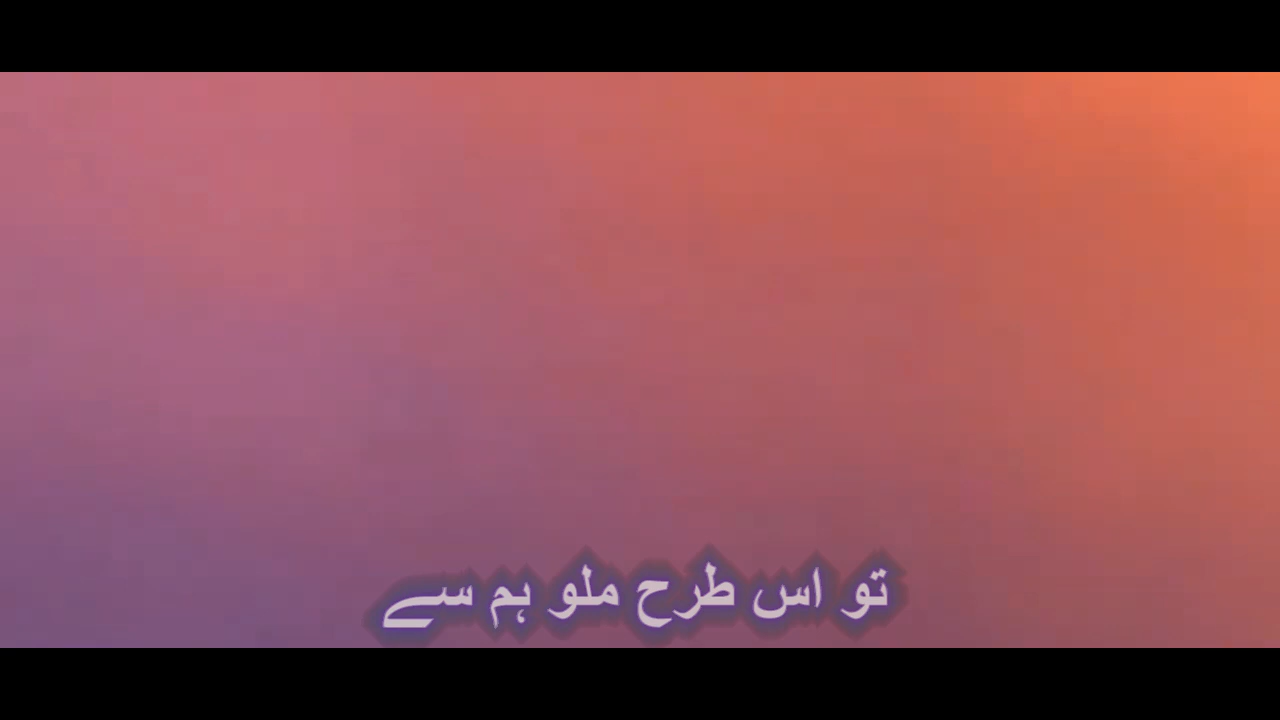 تو اس طرح ملو ہم سے